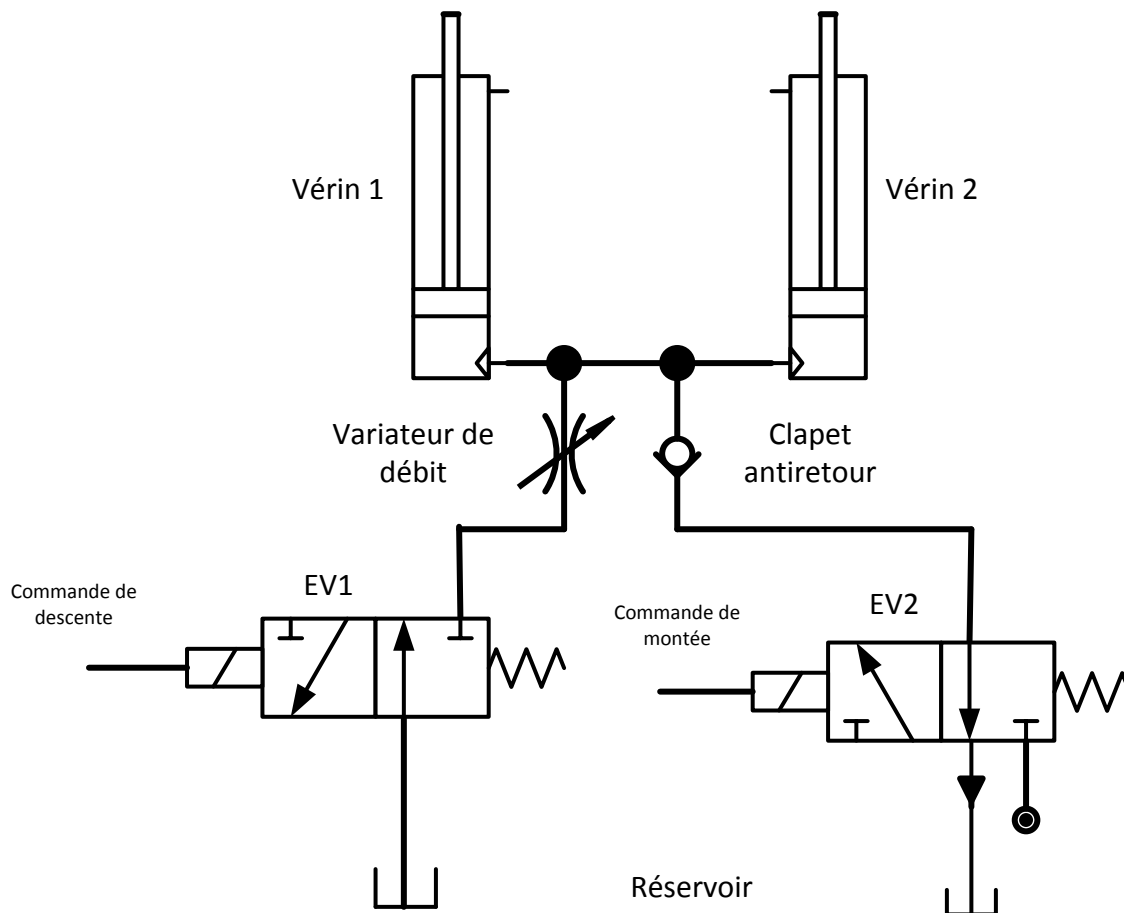 Vérin 1
Vérin 2
Variateur de
débit
Clapet
antiretour
Commande de
descente
EV1
Commande de
montée
EV2
Réservoir